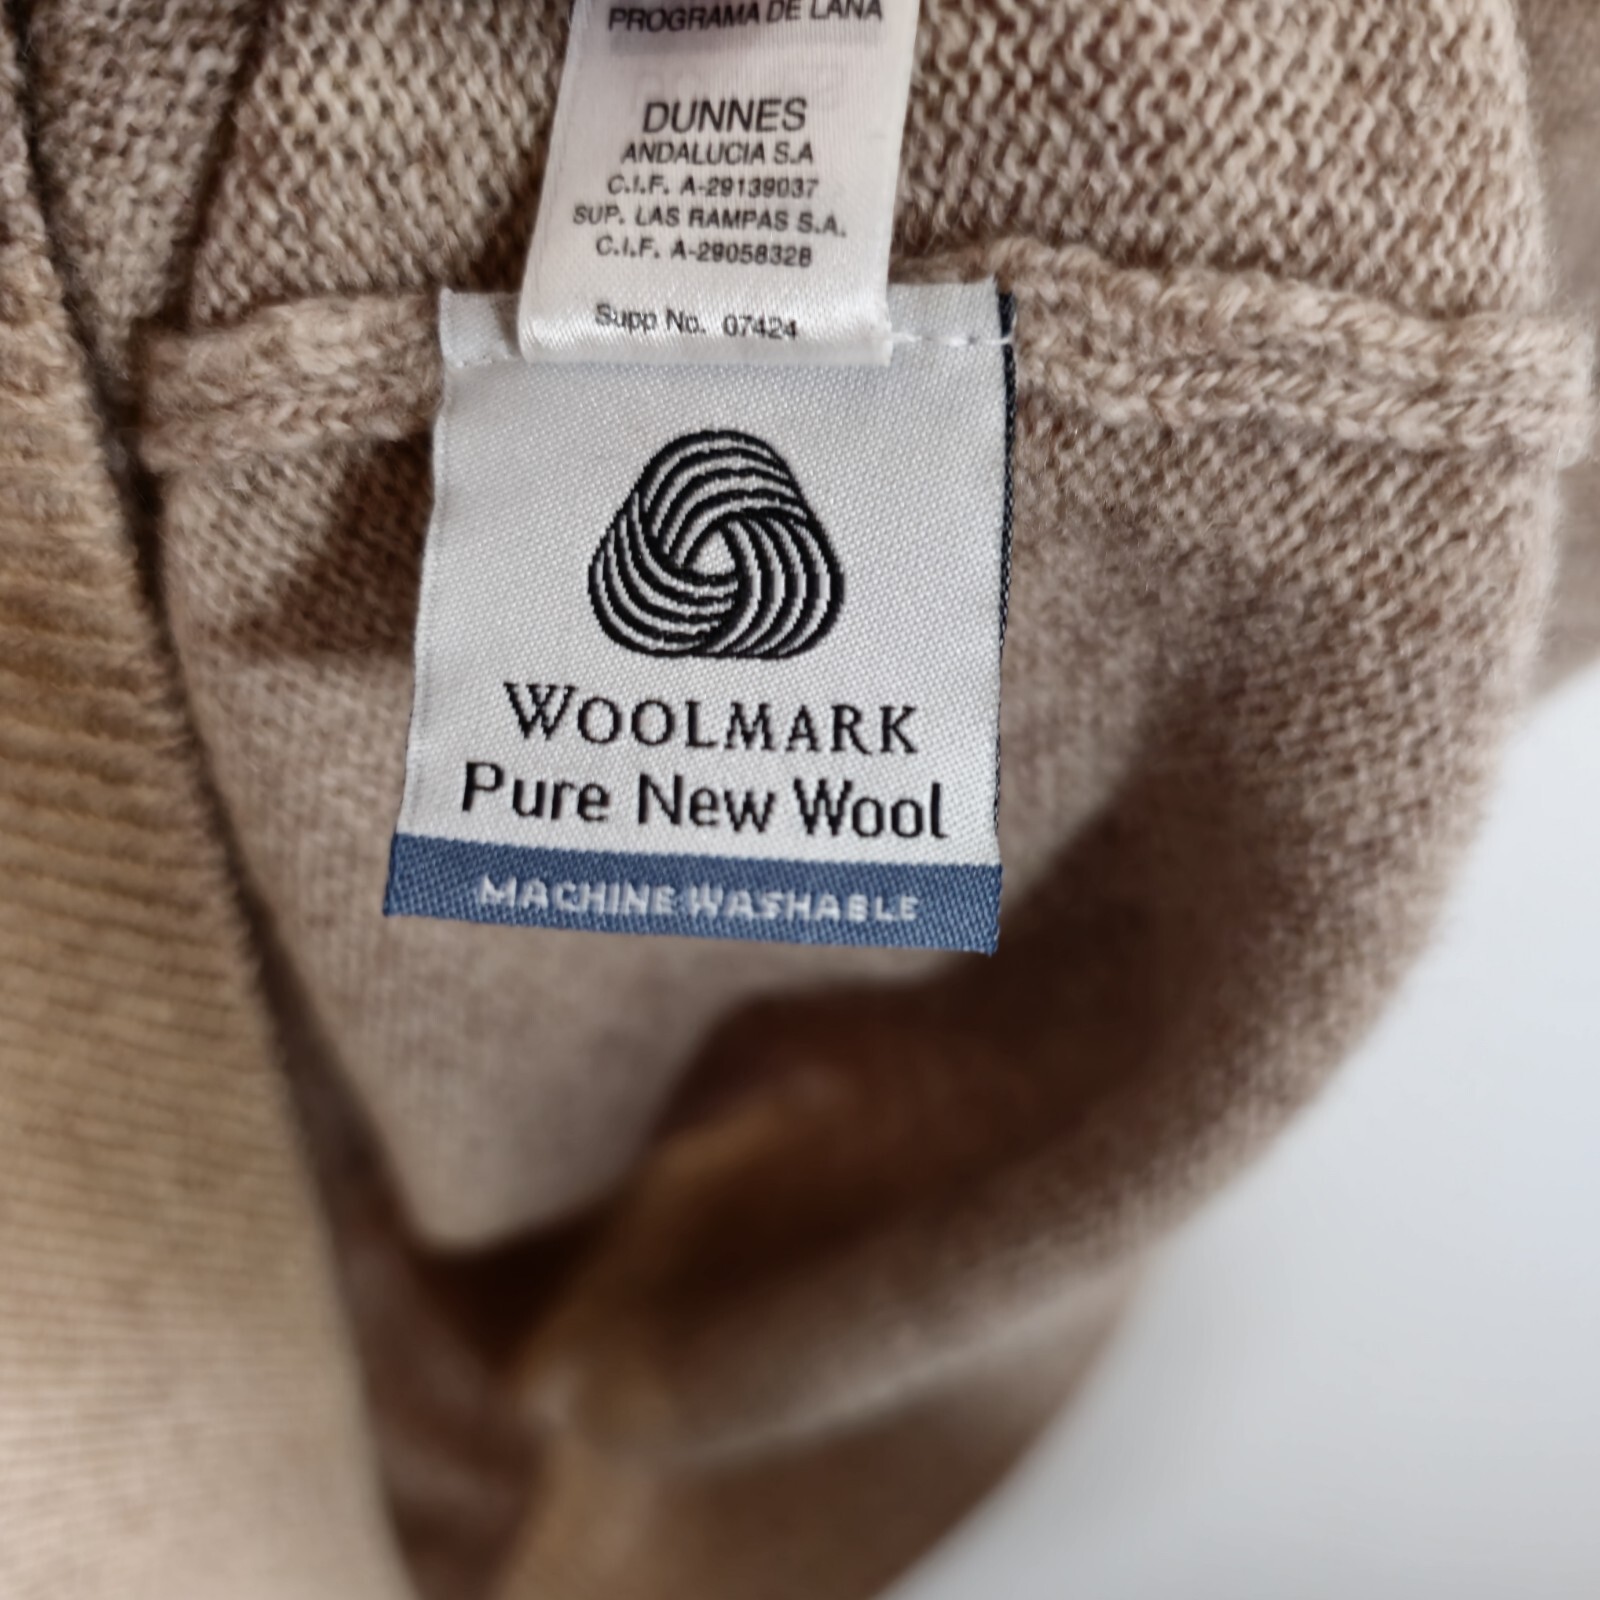 PROGRAMA DE LANA
DUNNES
ANDALUCIA S.A
C.I.F. A-29139037
SUP. LAS RAMPAS S.A.
C.I.F. A-29058328
Supp No. 07424
WOOLMARK
Pure New Wool
MACHINE WASHABLE